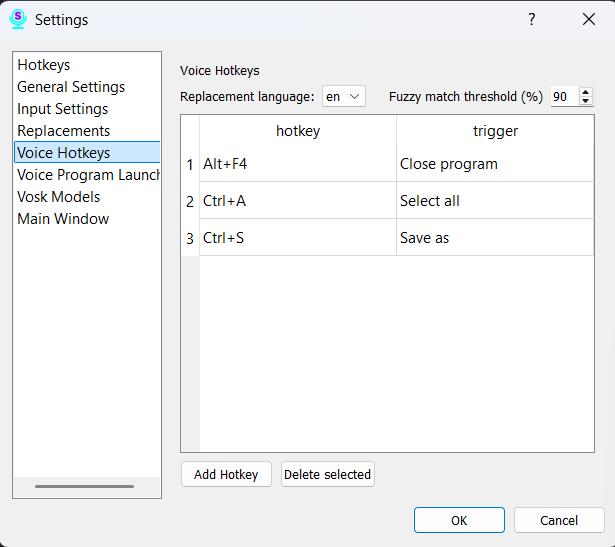 Settings
?
Hotkeys
General Settings
Input Settings
Replacements
Voice Hotkeys
Voice Program Launch
Vosk Models
Main Window
Voice Hotkeys
Replacement language: en Fuzzy match threshold (%) 90
hotkey trigger
1 Alt+F4 Close program
2 Ctrl+A Select all
3 Ctrl+S Save as
Add Hotkey Delete selected
OK Cancel